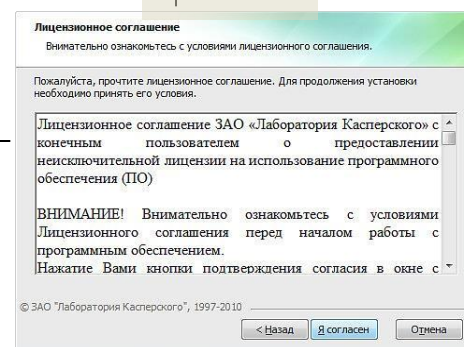 Лицензионное соглашение
Внимательно ознакомьтесь с условиями лицензионного соглашения.
Пожалуйста, прочтите лицензионное соглашение. Для продолжения установки
необходимо принять его условия.
Лицензионное соглашение ЗАО «Лаборатория Касперского» с
конечным пользователем о предоставлении
неисключительной лицензии на использование программного
обеспечения (ПО)
ВНИМАНИЕ! Внимательно ознакомьтесь с условиями
Лицензионного соглашения перед началом работы с
программным обеспечением.
Нажатие Вами кнопки подтверждения согласия в окне с
© ЗАО "Лаборатория Касперского", 1997-2010
< Назад Я согласен Отмена